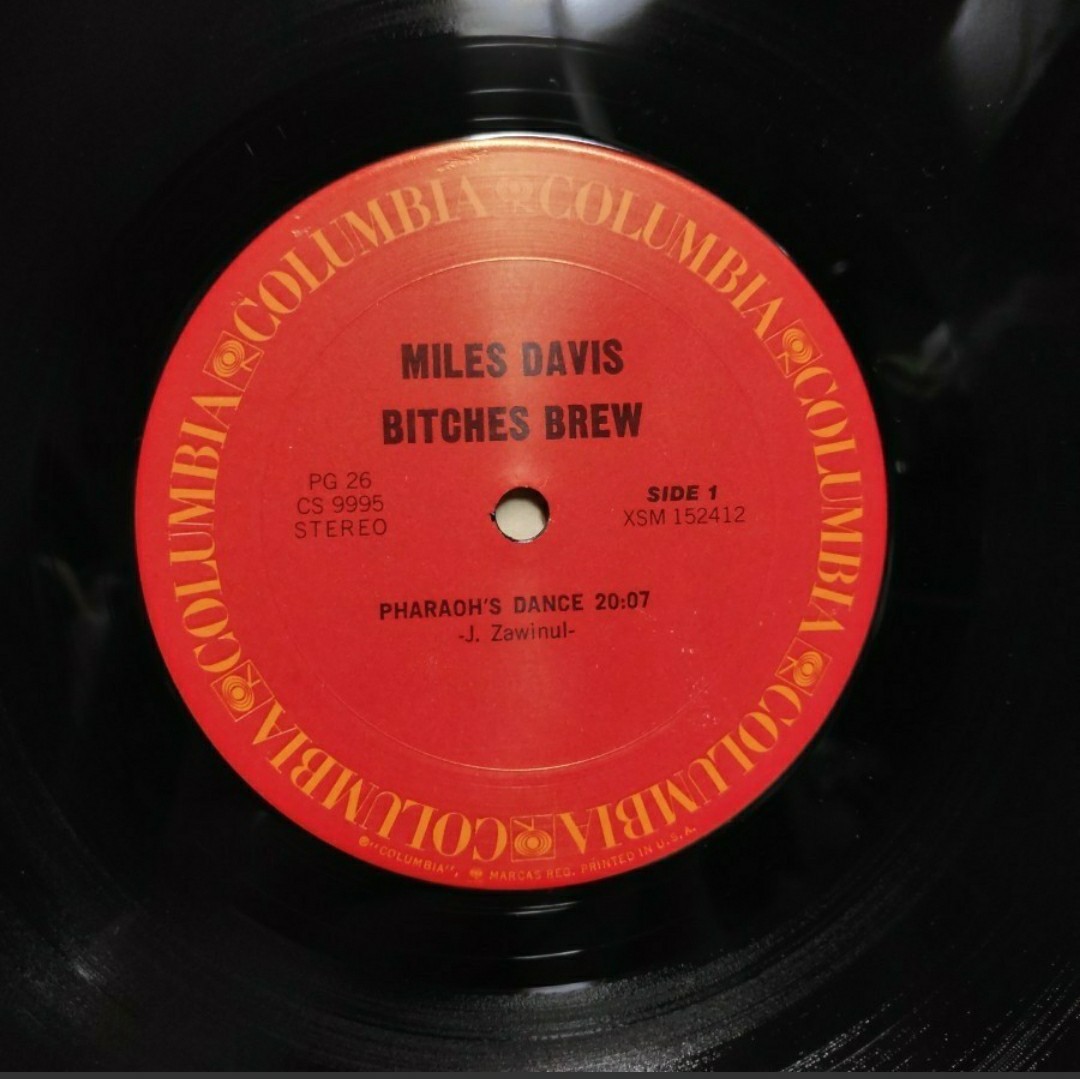 COLUMBIA COLUMBIA COLUMBIA COLUMBIA COLUMBIA COLUMBIA COLUMBIA
MILES DAVIS
BITCHES BREW
PG 26
CS 9995
STEREO
SIDE 1
XSM 152412
PHARAOH'S DANCE 20:07
-J. Zawinul-
"COLUMBIA", MARCAS REG. PRINTED IN U.S.A.